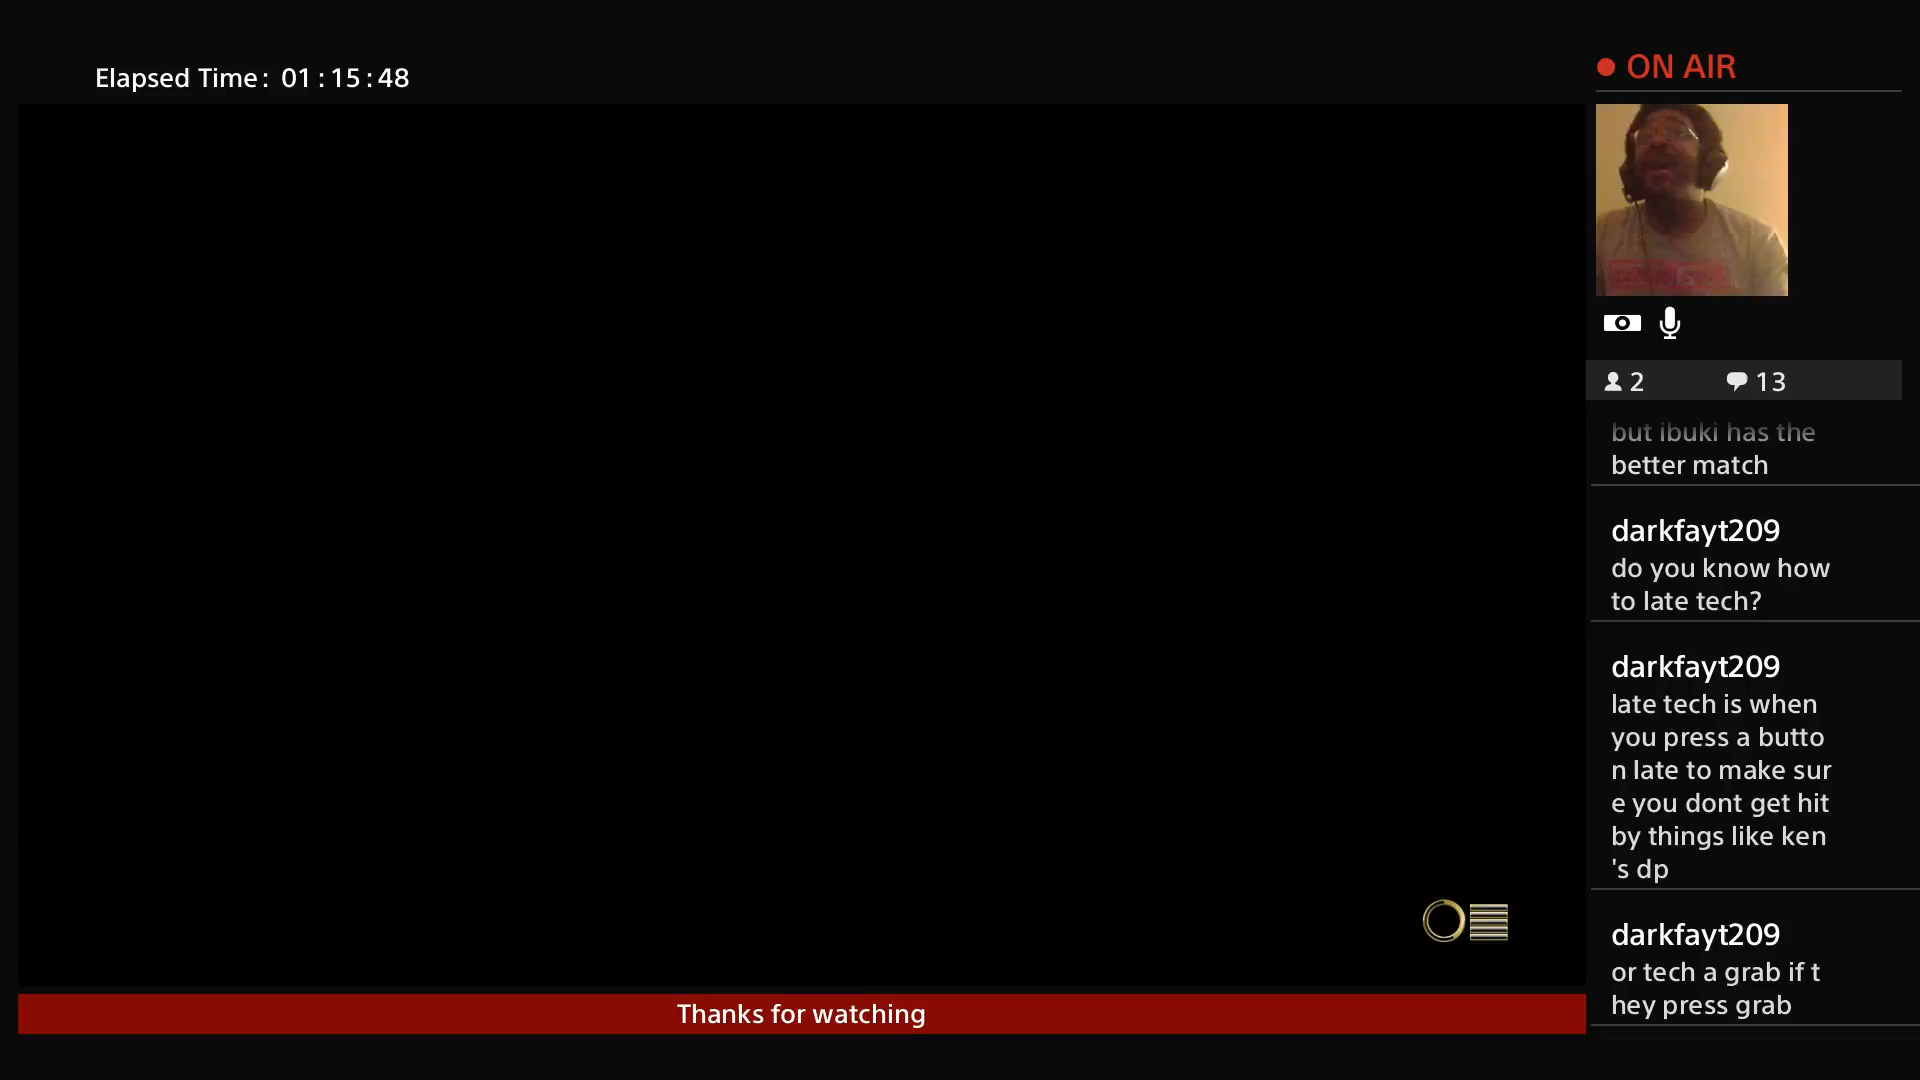 Elapsed Time: 01:15:48
ON AIR
2
13
but ibuki has the
better match
darkfayt209
do you know how
to late tech?
darkfayt209
late tech is when
you press a butto
n late to make sur
e you dont get hit
by things like ken
's dp
darkfayt209
or tech a grab if t
hey press grab
Thanks for watching